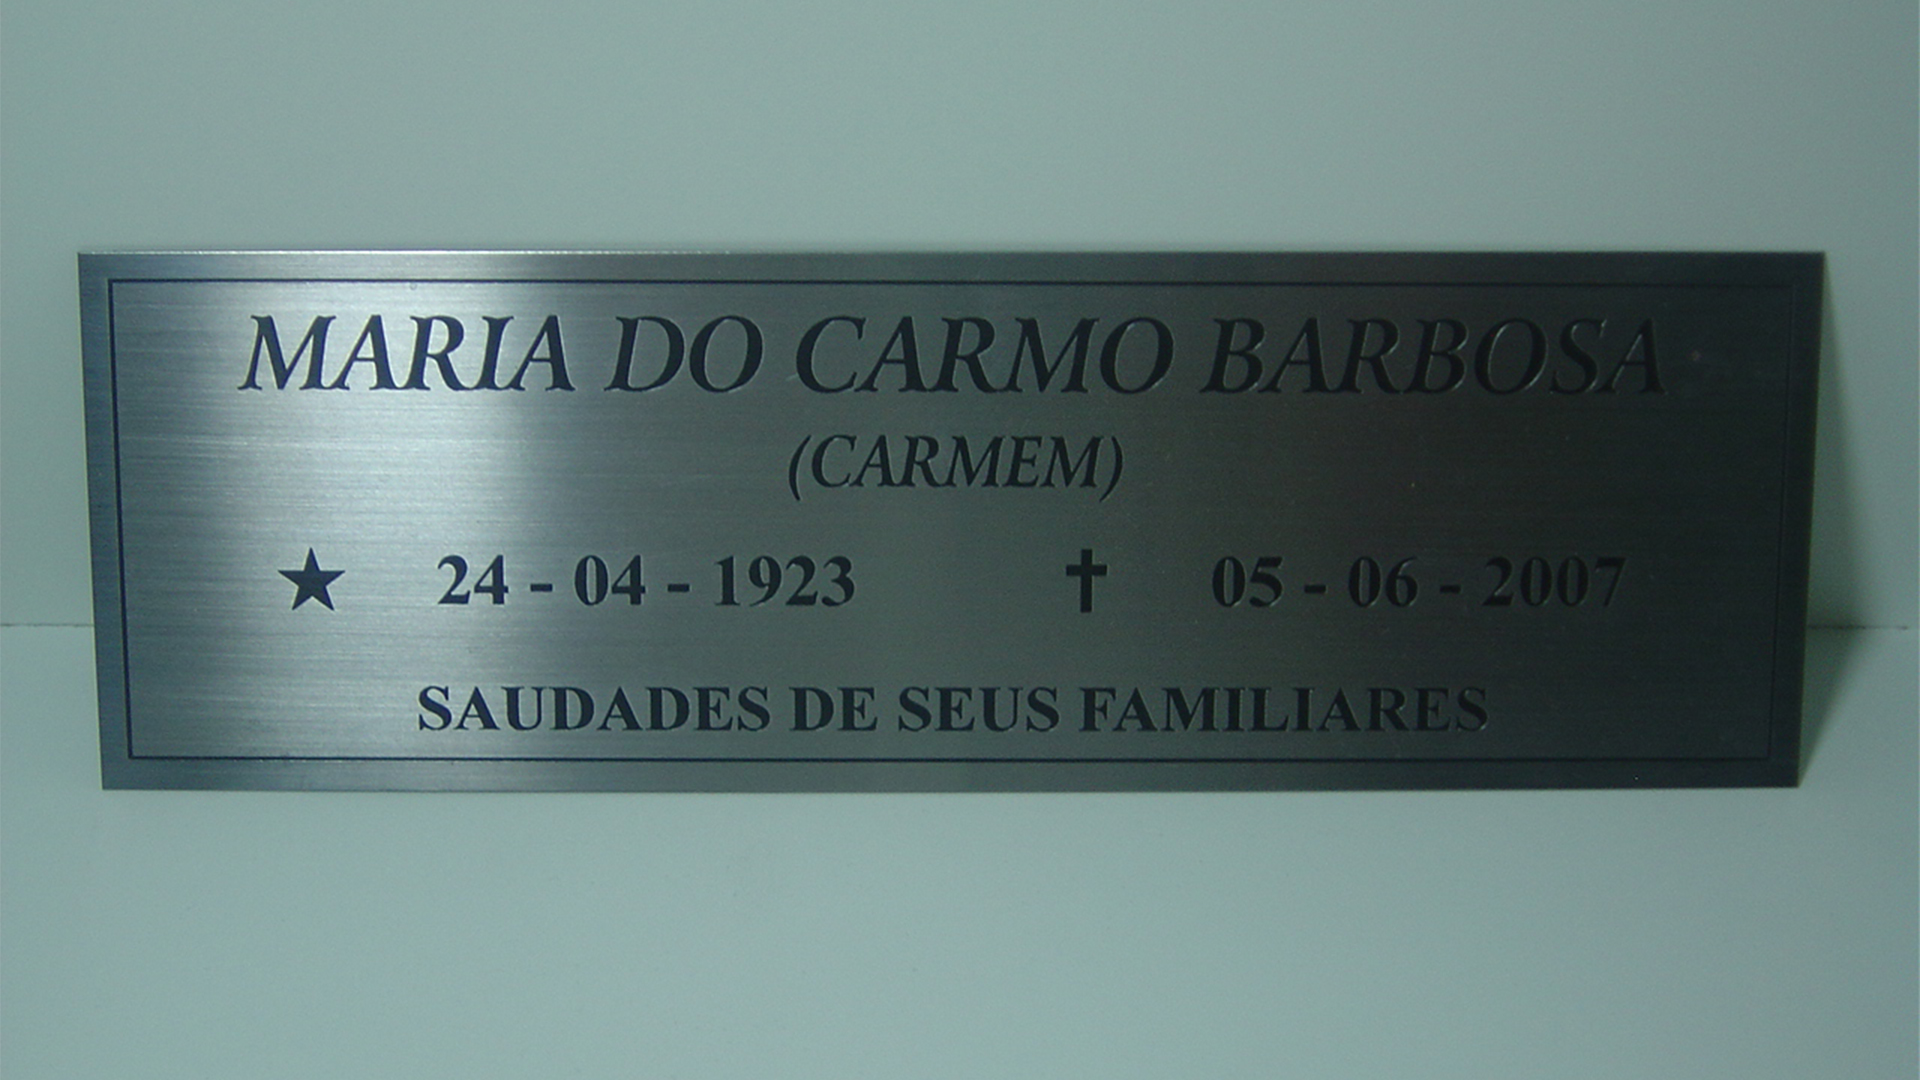 MARIA DO CARMO BARBOSA
(CARMEM)
★ 24 - 04 - 1923 ✝ 05 - 06 - 2007
SAUDADES DE SEUS FAMILIARES